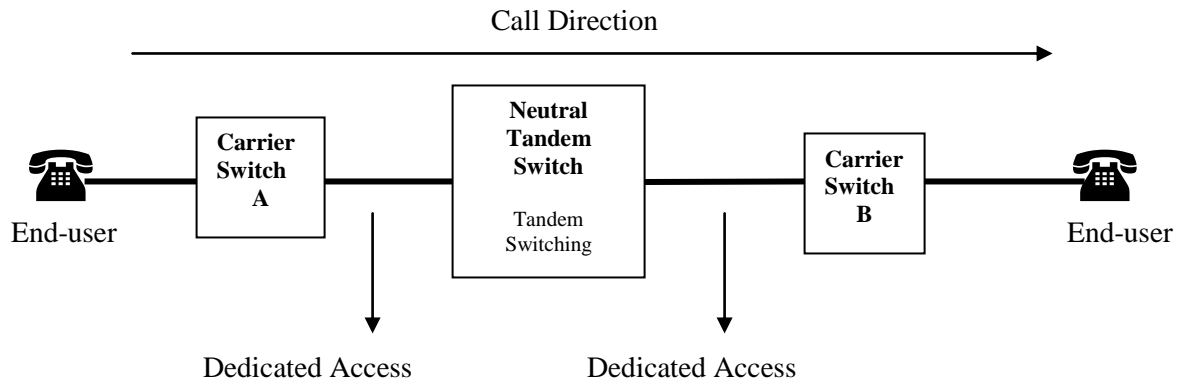 Call Direction
Neutral
Tandem
Switch
Tandem
Switching
Carrier
Switch
A
Carrier
Switch
B
End-user
End-user
Dedicated Access
Dedicated Access